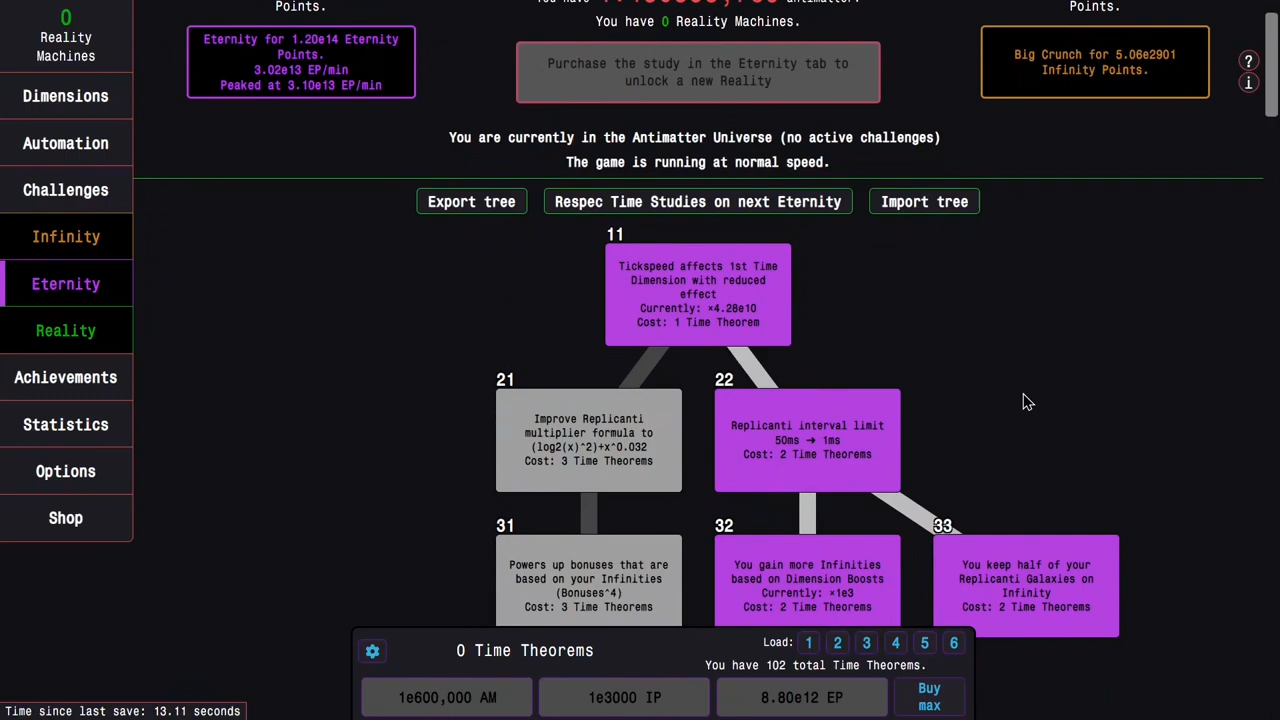 0
Reality
Machines
Dimensions
Automation
Challenges
Infinity
Eternity
Reality
Achievements
Statistics
Options
Shop
Points.
Eternity for 1.20e14 Eternity
Points.
3.02e13 EP/min
Peaked at 3.10e13 EP/min
You have antimatter.
You have 0 Reality Machines.
Purchase the study in the Eternity tab to
unlock a new Reality
Points.
Big Crunch for 5.06e2901
Infinity Points.
?
i
You are currently in the Antimatter Universe (no active challenges)
The game is running at normal speed.
Export tree
Respec Time Studies on next Eternity
Import tree
11
Tickspeed affects 1st Time
Dimension with reduced
effect
Currently: ×4.28e10
Cost: 1 Time Theorem
21
Improve Replicanti
multiplier formula to
(log2(x)^2)+x^0.032
Cost: 3 Time Theorems
22
Replicanti interval limit
50ms → 1ms
Cost: 2 Time Theorems
31
Powers up bonuses that are
based on your Infinities
(Bonuses^4)
Cost: 3 Time Theorems
32
You gain more Infinities
based on Dimension Boosts
Currently: ×1e3
Cost: 2 Time Theorems
33
You keep half of your
Replicanti Galaxies on
Infinity
Cost: 2 Time Theorems
0 Time Theorems
Load: 1 2 3 4 5 6
You have 102 total Time Theorems.
1e600,000 AM
1e3000 IP
8.80e12 EP
Buy
max
Time since last save: 13.11 seconds